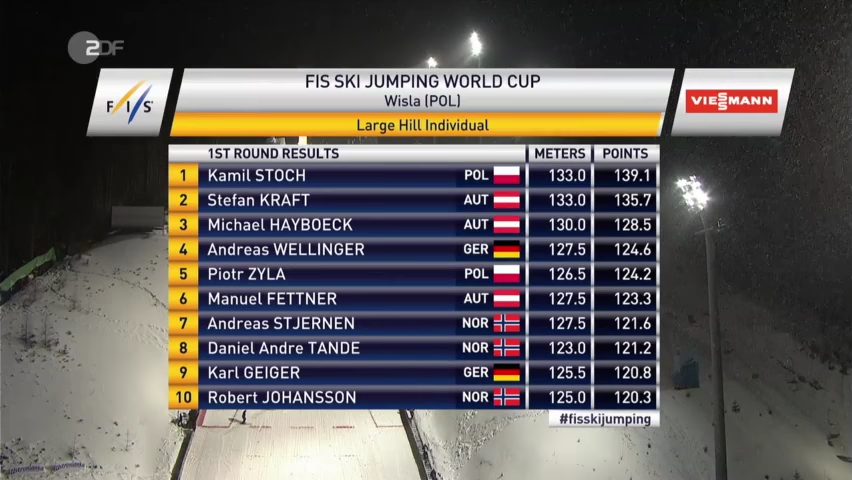 ZDF
FIS SKI JUMPING WORLD CUP
Wisla (POL)
FIS
VIESSMANN
Large Hill Individual
1ST ROUND RESULTS METERS POINTS
1 Kamil STOCH POL 133.0 139.1
2 Stefan KRAFT AUT 133.0 135.7
3 Michael HAYBOECK AUT 130.0 128.5
4 Andreas WELLINGER GER 127.5 124.6
5 Piotr ZYLA POL 126.5 124.2
6 Manuel FETTNER AUT 127.5 123.3
7 Andreas STJERNEN NOR 127.5 121.6
8 Daniel Andre TANDE NOR 123.0 121.2
9 Karl GEIGER GER 125.5 120.8
10 Robert JOHANSSON NOR 125.0 120.3
#fisskijumping